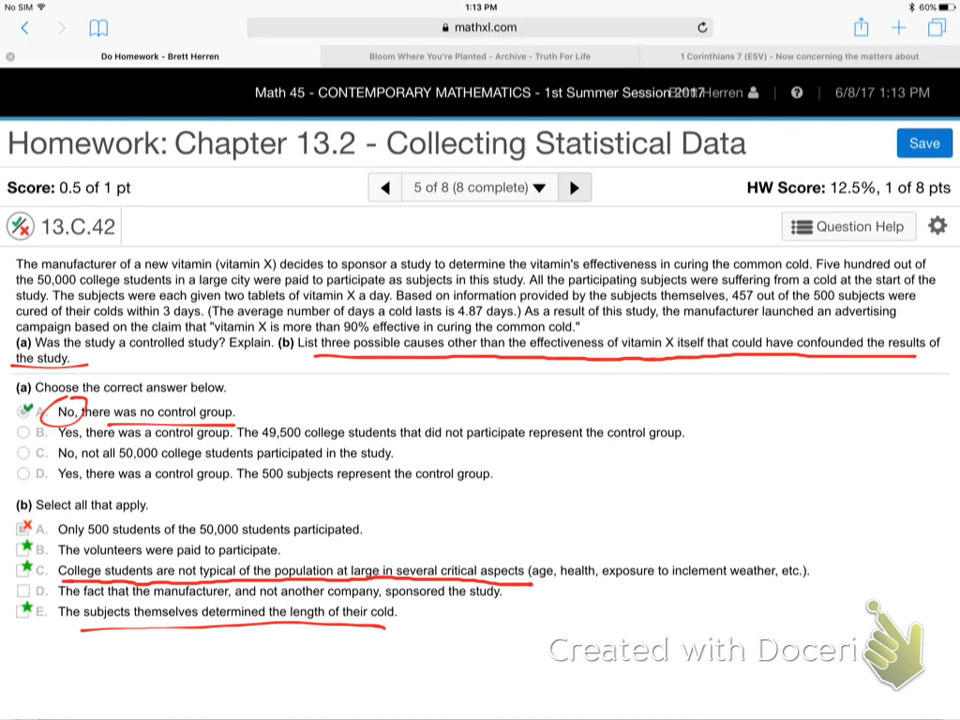 No SIM
1:13 PM
60%
mathxl.com
Do Homework - Brett Herren
Bloom Where You're Planted - Archive - Truth For Life
1 Corinthians 7 (ESV) - Now concerning the matters about
Math 45 - CONTEMPORARY MATHEMATICS - 1st Summer Session 2017 Herren
6/8/17 1:13 PM
Homework: Chapter 13.2 - Collecting Statistical Data
Save
Score: 0.5 of 1 pt
5 of 8 (8 complete)
HW Score: 12.5%, 1 of 8 pts
13.C.42
Question Help
The manufacturer of a new vitamin (vitamin X) decides to sponsor a study to determine the vitamin's effectiveness in curing the common cold. Five hundred out of
the 50,000 college students in a large city were paid to participate as subjects in this study. All the participating subjects were suffering from a cold at the start of the
study. The subjects were each given two tablets of vitamin X a day. Based on information provided by the subjects themselves, 457 out of the 500 subjects were
cured of their colds within 3 days. (The average number of days a cold lasts is 4.87 days.) As a result of this study, the manufacturer launched an advertising
campaign based on the claim that "vitamin X is more than 90% effective in curing the common cold."
(a) Was the study a controlled study? Explain. (b) List three possible causes other than the effectiveness of vitamin X itself that could have confounded the results of
the study.
(a) Choose the correct answer below.
A. No, there was no control group.
B. Yes, there was a control group. The 49,500 college students that did not participate represent the control group.
C. No, not all 50,000 college students participated in the study.
D. Yes, there was a control group. The 500 subjects represent the control group.
(b) Select all that apply.
A. Only 500 students of the 50,000 students participated.
B. The volunteers were paid to participate.
C. College students are not typical of the population at large in several critical aspects (age, health, exposure to inclement weather, etc.).
D. The fact that the manufacturer, and not another company, sponsored the study.
E. The subjects themselves determined the length of their cold.
Created with Doceri